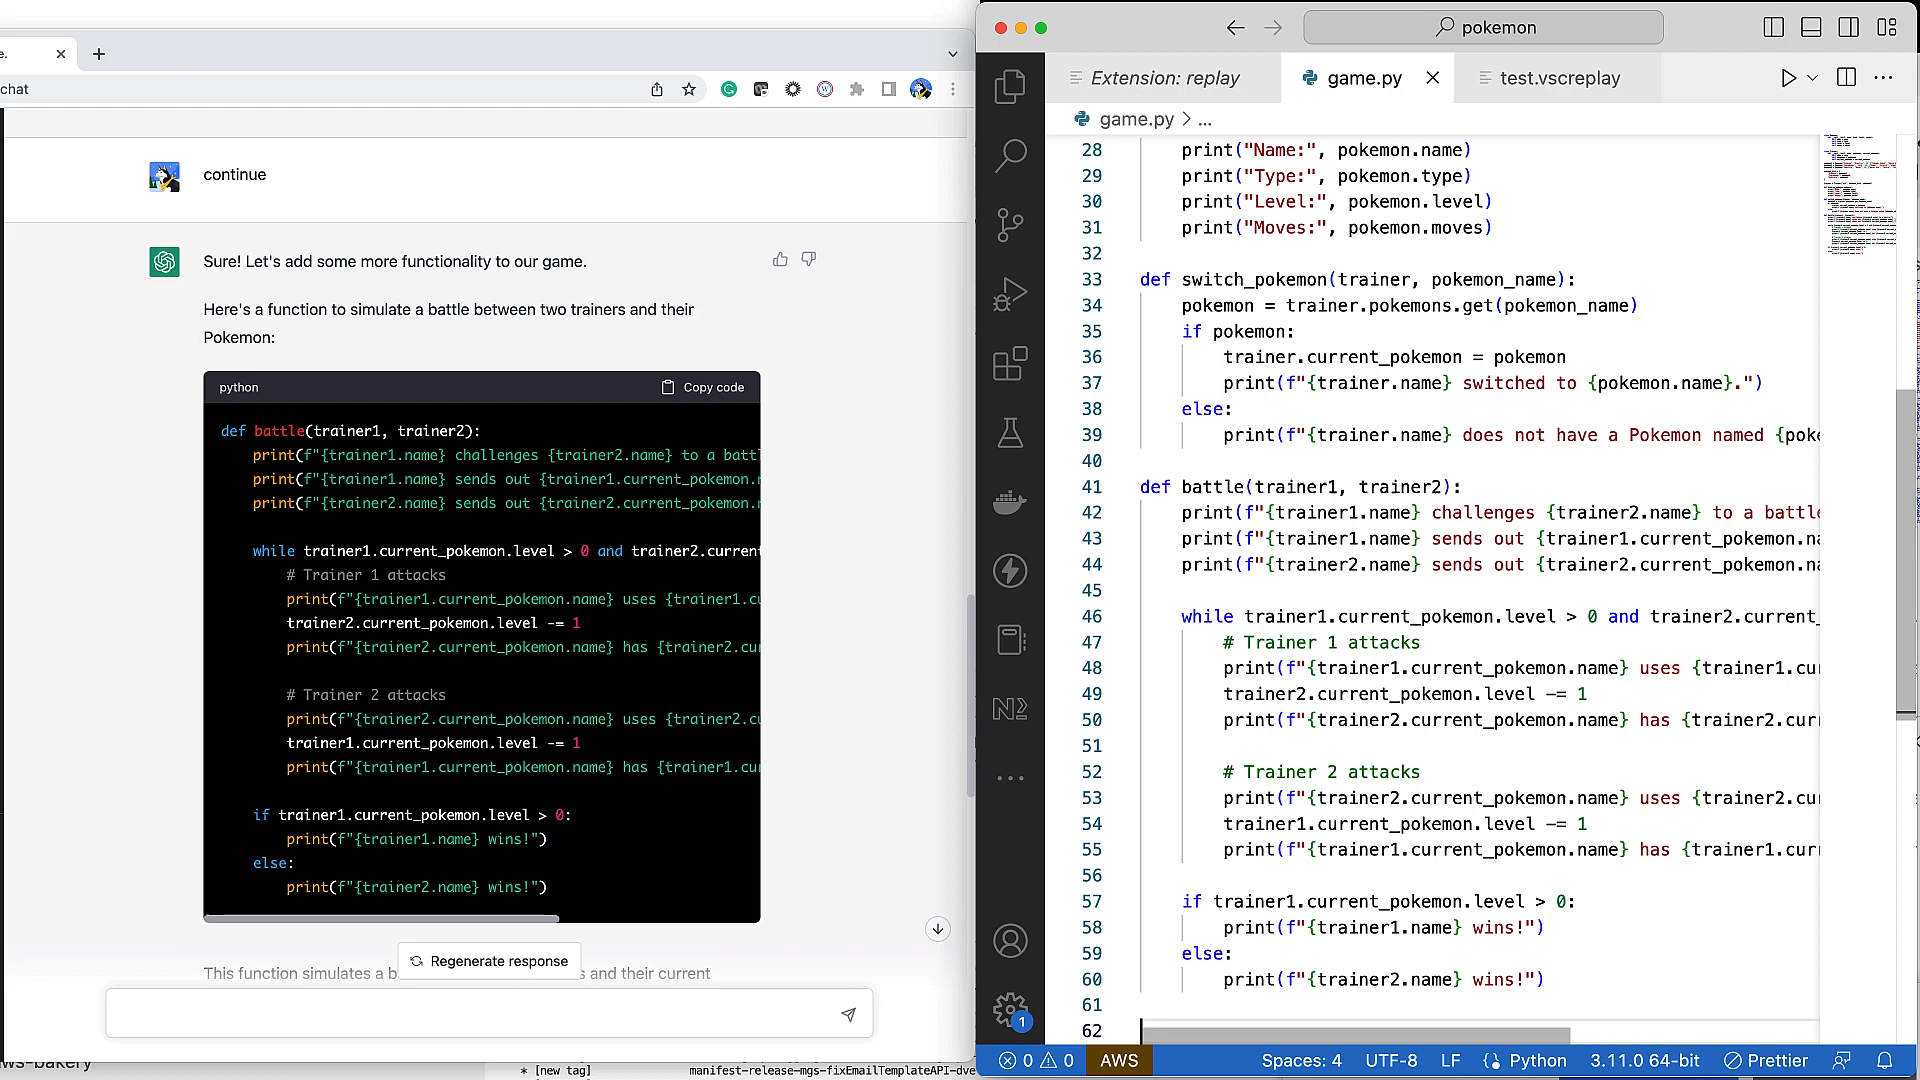 e.
chat
continue
Sure! Let's add some more functionality to our game.
Here's a function to simulate a battle between two trainers and their
Pokemon:
python
Copy code
def battle(trainer1, trainer2):
print(f"{trainer1.name} challenges {trainer2.name} to a battl
print(f"{trainer1.name} sends out {trainer1.current_pokemon.
print(f"{trainer2.name} sends out {trainer2.current_pokemon.
while trainer1.current_pokemon.level > 0 and trainer2.current
# Trainer 1 attacks
print(f"{trainer1.current_pokemon.name} uses {trainer1.cu
trainer2.current_pokemon.level -= 1
print(f"{trainer2.current_pokemon.name} has {trainer2.cur
# Trainer 2 attacks
print(f"{trainer2.current_pokemon.name} uses {trainer2.cu
trainer1.current_pokemon.level -= 1
print(f"{trainer1.current_pokemon.name} has {trainer1.cur
if trainer1.current_pokemon.level > 0:
print(f"{trainer1.name} wins!")
else:
print(f"{trainer2.name} wins!")
This function simulates a b
s and their current
Regenerate response
ws-bakery
* [new tag] manifest-release-mgs-fixEmailTemplateAPI-dve
pokemon
Extension: replay
game.py
test.vscreplay
game.py > ...
28 print("Name:", pokemon.name)
29 print("Type:", pokemon.type)
30 print("Level:", pokemon.level)
31 print("Moves:", pokemon.moves)
32
33 def switch_pokemon(trainer, pokemon_name):
34 pokemon = trainer.pokemons.get(pokemon_name)
35 if pokemon:
36 trainer.current_pokemon = pokemon
37 print(f"{trainer.name} switched to {pokemon.name}.")
38 else:
39 print(f"{trainer.name} does not have a Pokemon named {poke
40
41 def battle(trainer1, trainer2):
42 print(f"{trainer1.name} challenges {trainer2.name} to a battle
43 print(f"{trainer1.name} sends out {trainer1.current_pokemon.na
44 print(f"{trainer2.name} sends out {trainer2.current_pokemon.na
45
46 while trainer1.current_pokemon.level > 0 and trainer2.current_
47 # Trainer 1 attacks
48 print(f"{trainer1.current_pokemon.name} uses {trainer1.cur
49 trainer2.current_pokemon.level -= 1
50 print(f"{trainer2.current_pokemon.name} has {trainer2.curr
51
52 # Trainer 2 attacks
53 print(f"{trainer2.current_pokemon.name} uses {trainer2.cur
54 trainer1.current_pokemon.level -= 1
55 print(f"{trainer1.current_pokemon.name} has {trainer1.curr
56
57 if trainer1.current_pokemon.level > 0:
58 print(f"{trainer1.name} wins!")
59 else:
60 print(f"{trainer2.name} wins!")
61
62
1
0 0 AWS Spaces: 4 UTF-8 LF Python 3.11.0 64-bit Prettier